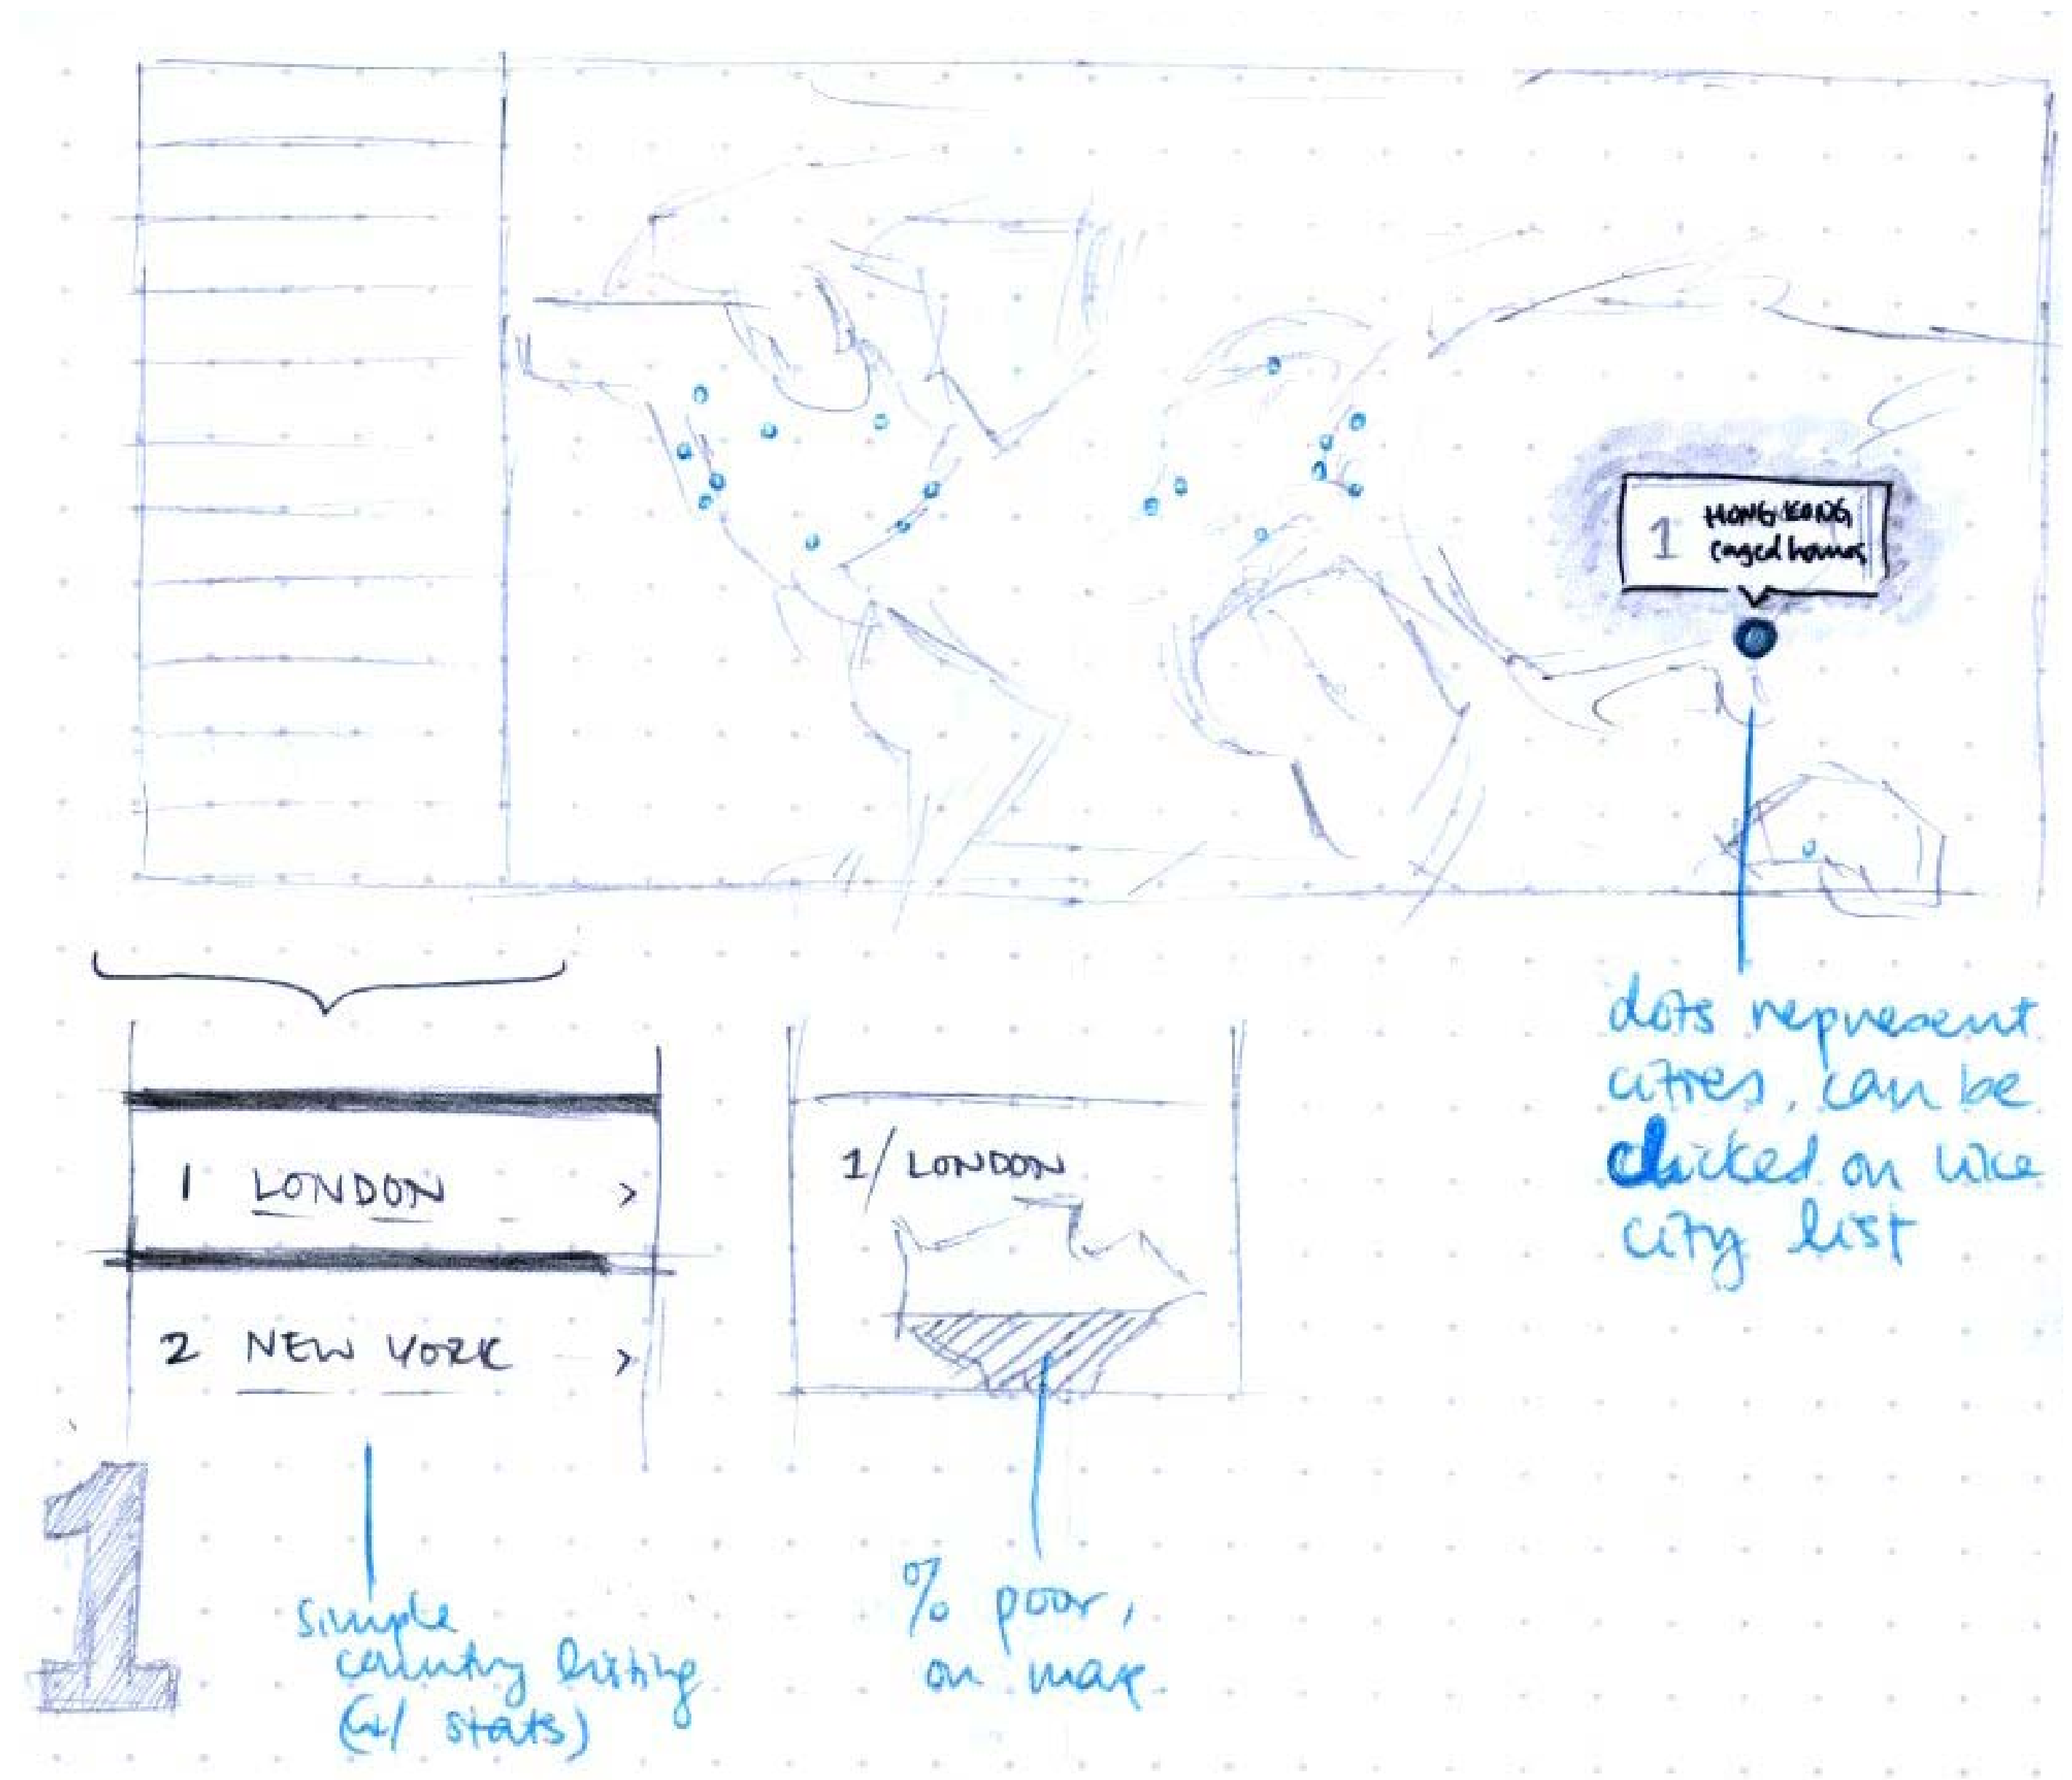 1 HONG KONG
caged homes
dots represent
cities, can be
clicked on like
city list
1 LONDON >
2 NEW YORK >
1/ LONDON
1
simple
country listing
(w/ stats)
% poor,
on map.